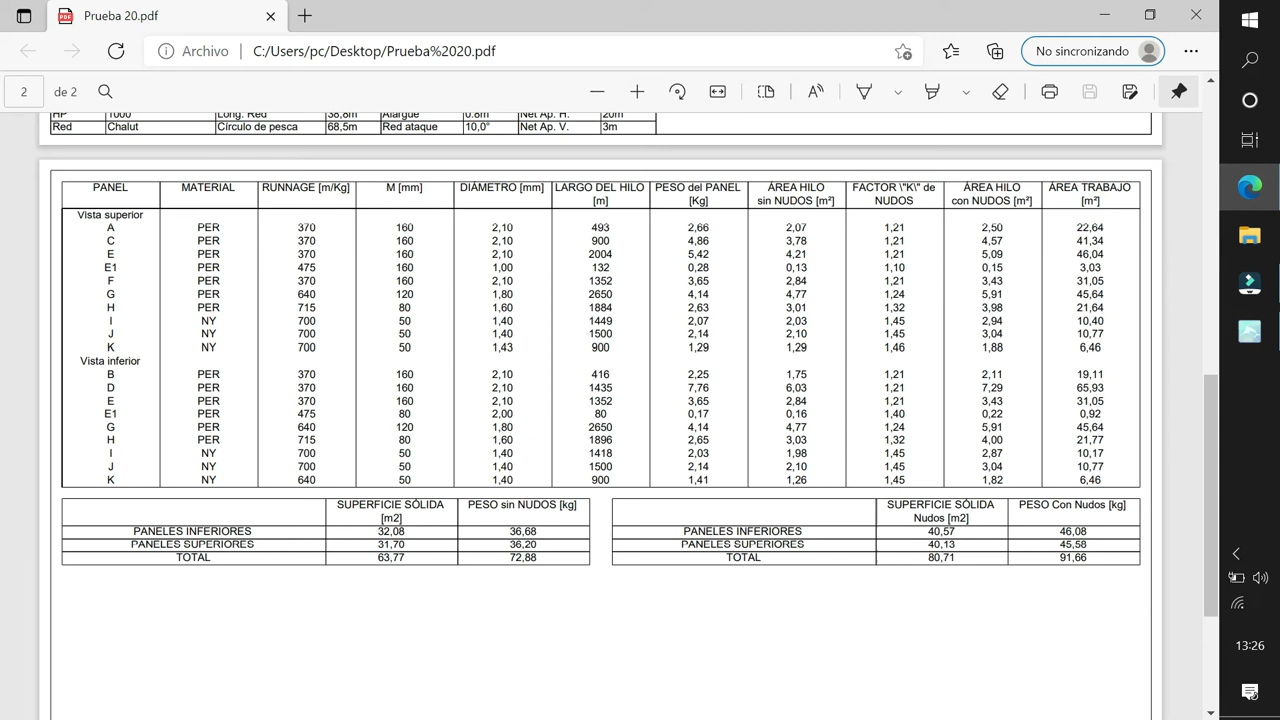 Prueba 20.pdf
Archivo C:/Users/pc/Desktop/Prueba%2020.pdf No sincronizando
2 de 2
HP 1000 Long. Red 38,8m Alargue 0.8m Net Ap. H. 20m
Red Chalut Círculo de pesca 68,5m Red ataque 10,0° Net Ap. V. 3m
PANEL MATERIAL RUNNAGE [m/Kg] M [mm] DIÁMETRO [mm] LARGO DEL HILO [m] PESO del PANEL [Kg] ÁREA HILO sin NUDOS [m²] FACTOR \"K\" de NUDOS ÁREA HILO con NUDOS [m²] ÁREA TRABAJO [m²]
VIsta superior
A PER 370 160 2,10 493 2,66 2,07 1,21 2,50 22,64
C PER 370 160 2,10 900 4,86 3,78 1,21 4,57 41,34
E PER 370 160 2,10 2004 5,42 4,21 1,21 5,09 46,04
E1 PER 475 160 1,00 132 0,28 0,13 1,10 0,15 3,03
F PER 370 160 2,10 1352 3,65 2,84 1,21 3,43 31,05
G PER 640 120 1,80 2650 4,14 4,77 1,24 5,91 45,64
H PER 715 80 1,60 1884 2,63 3,01 1,32 3,98 21,64
I NY 700 50 1,40 1449 2,07 2,03 1,45 2,94 10,40
J NY 700 50 1,40 1500 2,14 2,10 1,45 3,04 10,77
K NY 700 50 1,43 900 1,29 1,29 1,46 1,88 6,46
Vista inferior
B PER 370 160 2,10 416 2,25 1,75 1,21 2,11 19,11
D PER 370 160 2,10 1435 7,76 6,03 1,21 7,29 65,93
E PER 370 160 2,10 1352 3,65 2,84 1,21 3,43 31,05
E1 PER 475 80 2,00 80 0,17 0,16 1,40 0,22 0,92
G PER 640 120 1,80 2650 4,14 4,77 1,24 5,91 45,64
H PER 715 80 1,60 1896 2,65 3,03 1,32 4,00 21,77
I NY 700 50 1,40 1418 2,03 1,98 1,45 2,87 10,17
J NY 700 50 1,40 1500 2,14 2,10 1,45 3,04 10,77
K NY 640 50 1,40 900 1,41 1,26 1,45 1,82 6,46
SUPERFICIE SÓLIDA [m2] PESO sin NUDOS [kg]
PANELES INFERIORES 32,08 36,68
PANELES SUPERIORES 31,70 36,20
TOTAL 63,77 72,88
SUPERFICIE SÓLIDA Nudos [m2] PESO Con Nudos [kg]
PANELES INFERIORES 40,57 46,08
PANELES SUPERIORES 40,13 45,58
TOTAL 80,71 91,66
13:26